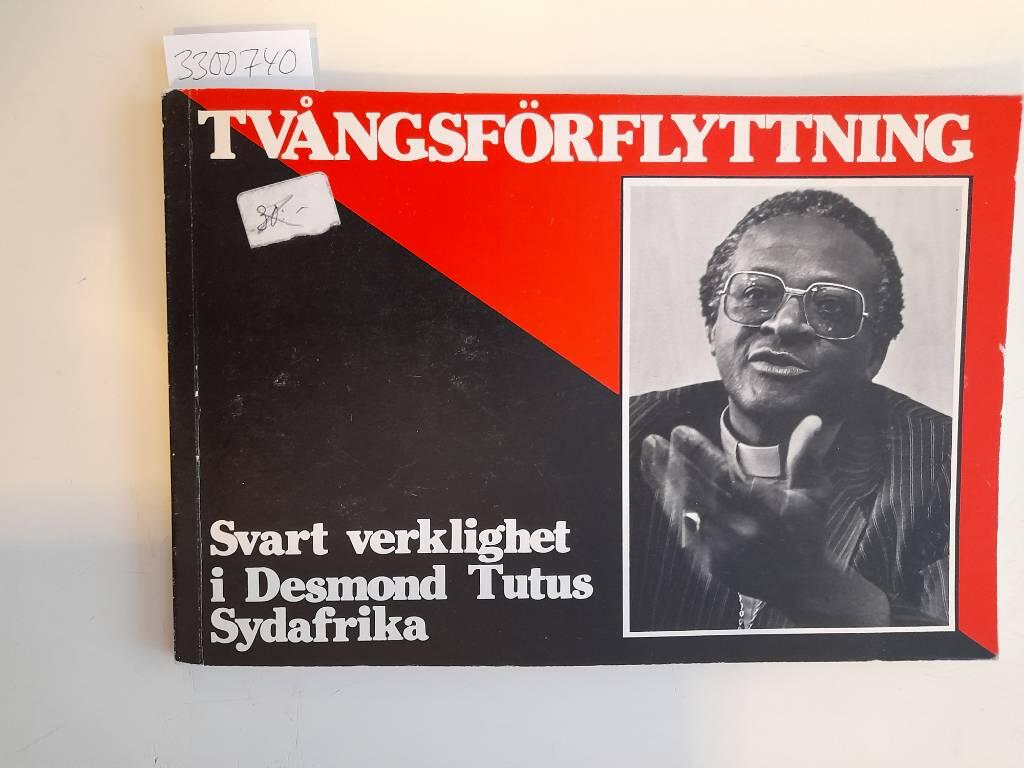 3300740
TVÅNGSFÖRFLYTTNING
Svart verklighet
i Desmond Tutus
Sydafrika